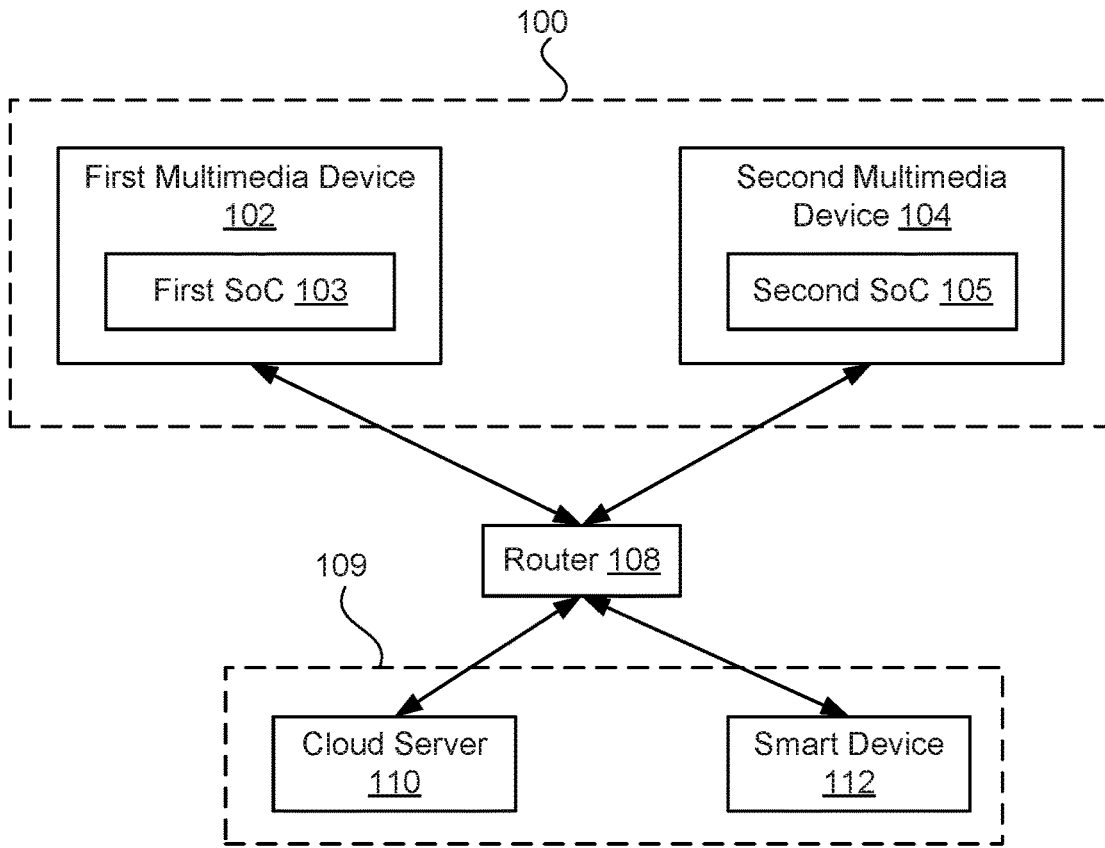 100
First Multimedia Device
102
First SoC 103
Second Multimedia
Device 104
Second SoC 105
Router 108
109
Cloud Server
110
Smart Device
112